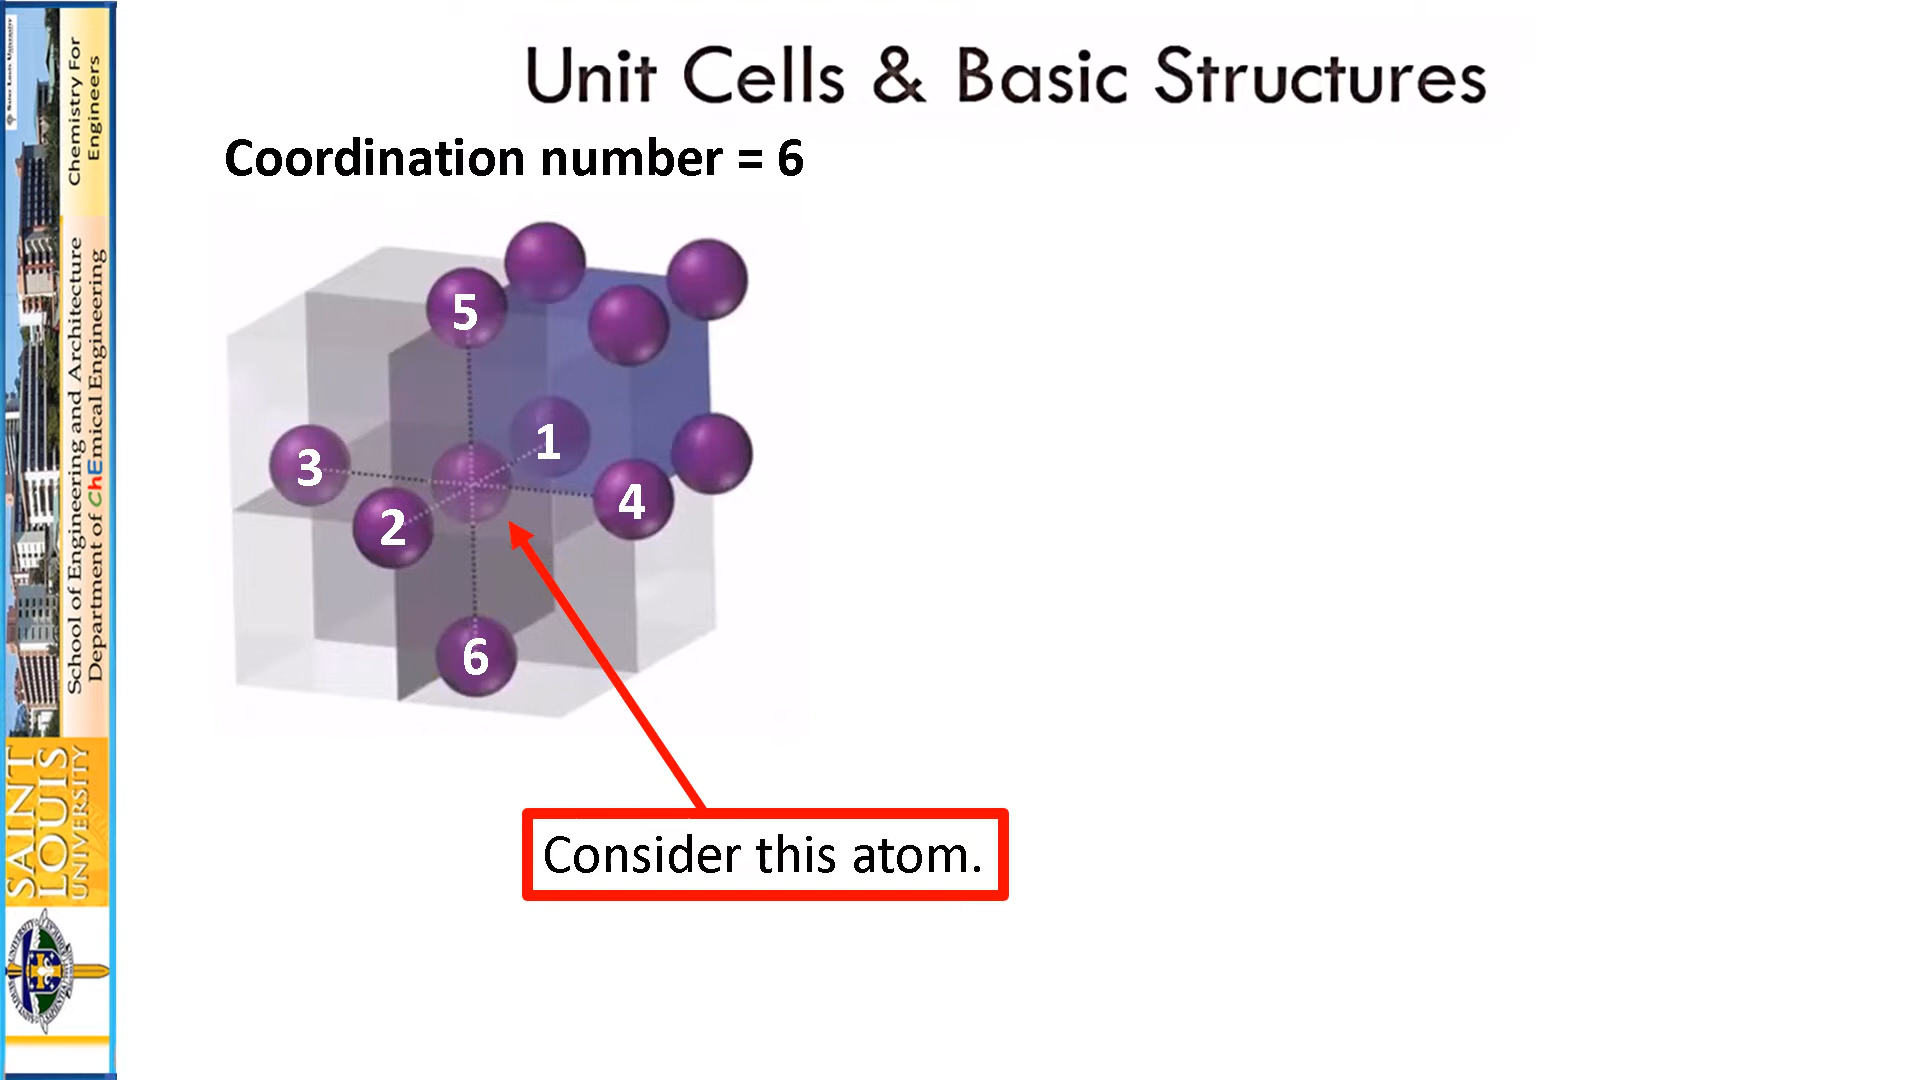 Unit Cells & Basic Structures
Coordination number = 6
5
1
3
4
2
6
Consider this atom.
Chemistry For
Engineers
School of Engineering and Architecture
Department of ChEmical Engineering
SAINT
LOUIS
UNIVERSITY